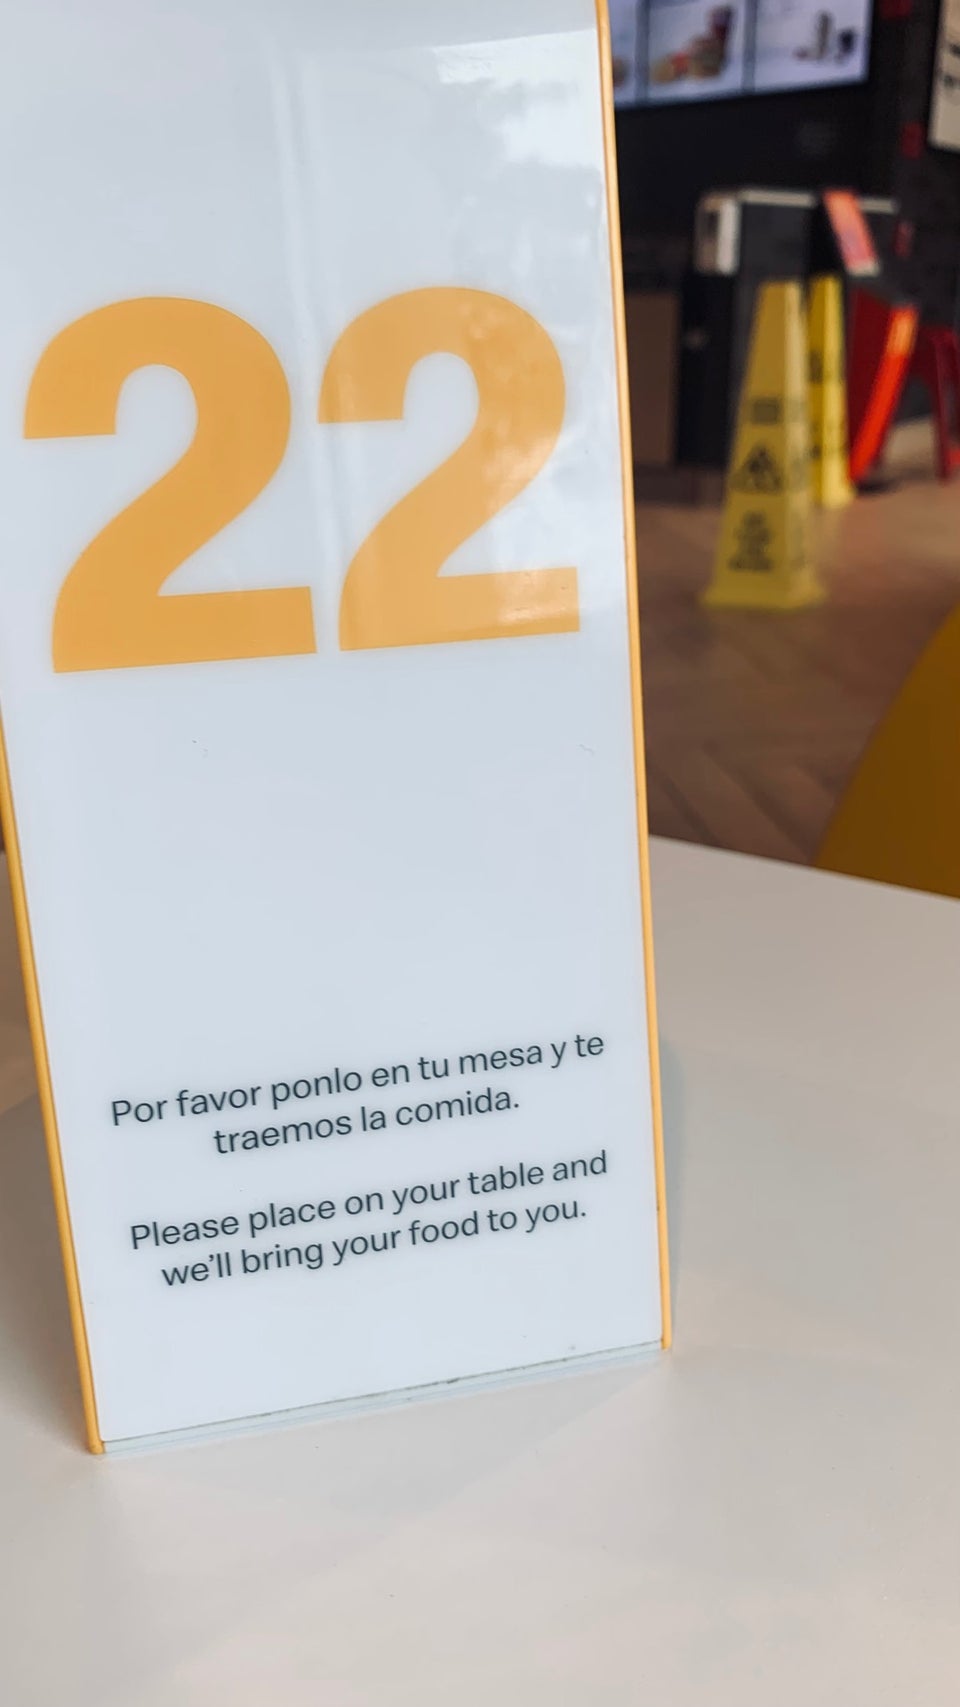 22
Por favor ponlo en tu mesa y te
traemos la comida.
Please place on your table and
we'll bring your food to you.